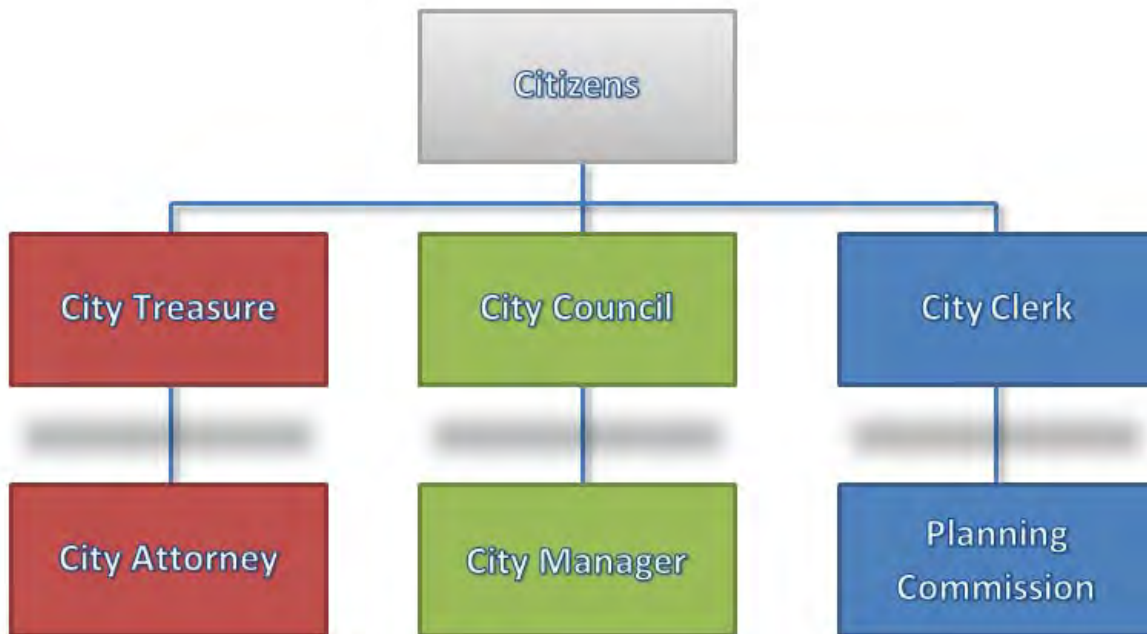 Citizens
City Treasure
City Council
City Clerk
City Attorney
City Manager
Planning
Commission